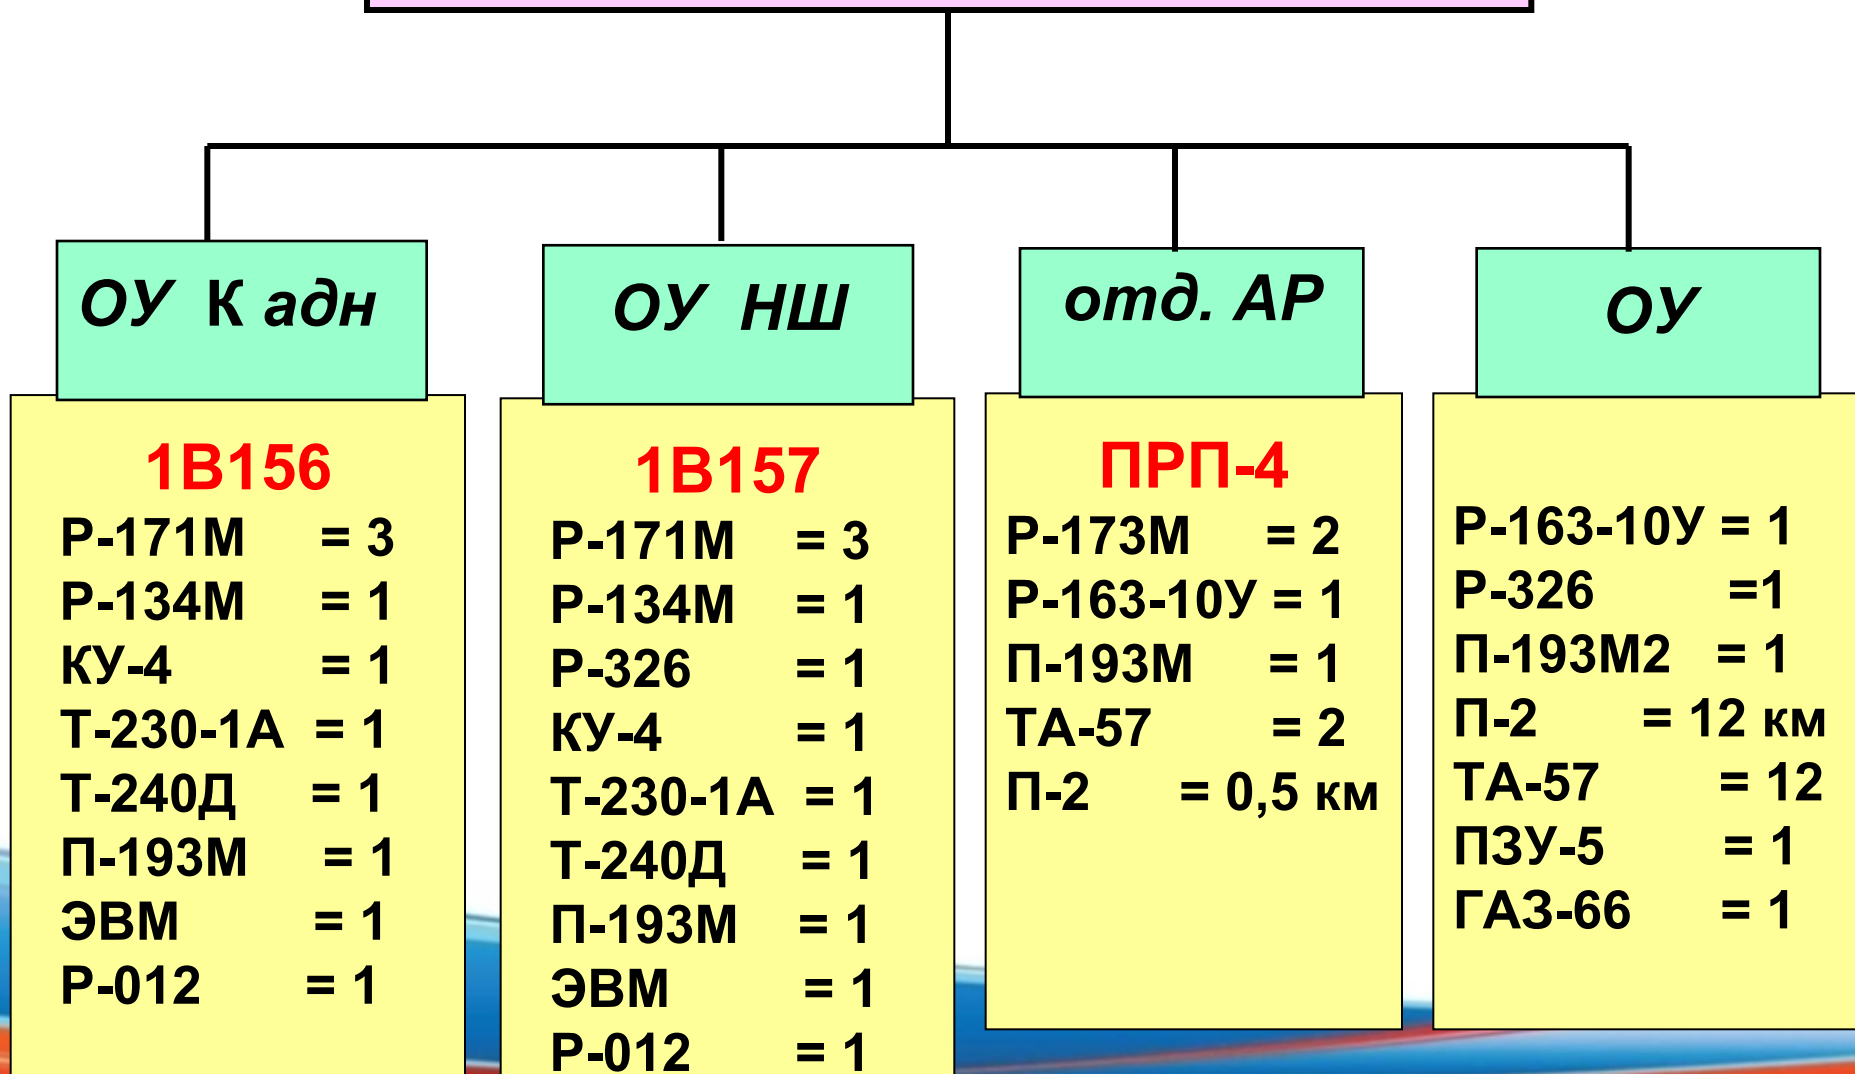 ОУ К адн
1В156
Р-171М = 3
Р-134М = 1
КУ-4 = 1
Т-230-1А = 1
Т-240Д = 1
П-193М = 1
ЭВМ = 1
Р-012 = 1
ОУ НШ
1В157
Р-171М = 3
Р-134М = 1
Р-326 = 1
КУ-4 = 1
Т-230-1А = 1
Т-240Д = 1
П-193М = 1
ЭВМ = 1
Р-012 = 1
отд. АР
ПРП-4
Р-173М = 2
Р-163-10У = 1
П-193М = 1
ТА-57 = 2
П-2 = 0,5 км
ОУ
Р-163-10У = 1
Р-326 =1
П-193М2 = 1
П-2 = 12 км
ТА-57 = 12
ПЗУ-5 = 1
ГАЗ-66 = 1